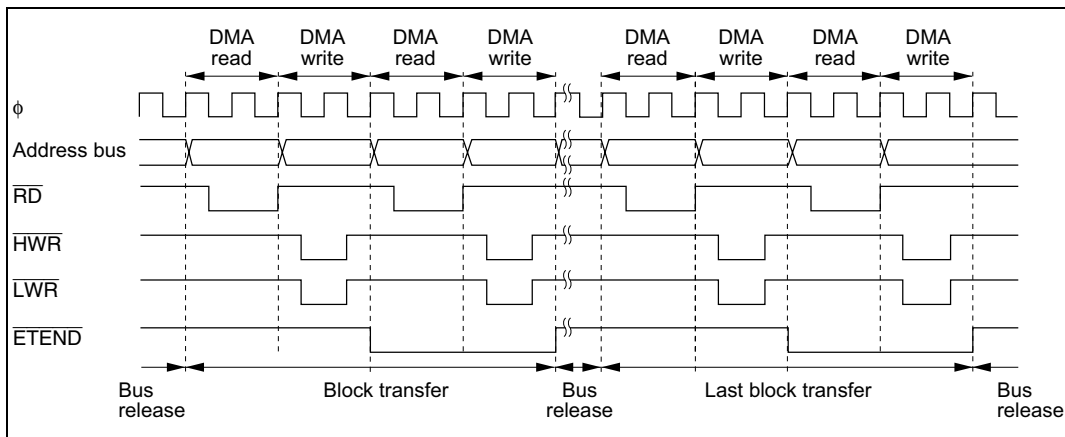 DMA read DMA write DMA read DMA write DMA read DMA write DMA read DMA write
ϕ
Address bus
RD
HWR
LWR
ETEND
Bus release Block transfer Bus release Last block transfer Bus release